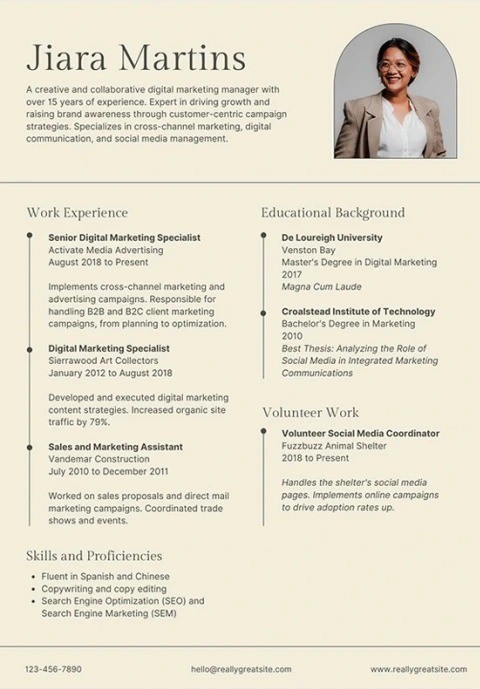 Jiara Martins
A creative and collaborative digital marketing manager with
over 15 years of experience. Expert in driving growth and
raising brand awareness through customer-centric campaign
strategies. Specializes in cross-channel marketing, digital
communication, and social media management.
Work Experience
Senior Digital Marketing Specialist
Activate Media Advertising
August 2018 to Present
Implements cross-channel marketing and
advertising campaigns. Responsible for
handling B2B and B2C client marketing
campaigns, from planning to optimization.
Digital Marketing Specialist
Sierrawood Art Collectors
January 2012 to August 2018
Developed and executed digital marketing
content strategies. Increased organic site
traffic by 79%.
Sales and Marketing Assistant
Vandemar Construction
July 2010 to December 2011
Worked on sales proposals and direct mail
marketing campaigns. Coordinated trade
shows and events.
Skills and Proficiencies
• Fluent in Spanish and Chinese
• Copywriting and copy editing
• Search Engine Optimization (SEO) and
Search Engine Marketing (SEM)
Educational Background
De Loureigh University
Venston Bay
Master's Degree in Digital Marketing
2017
Magna Cum Laude
Croalstead Institute of Technology
Bachelor's Degree in Marketing
2010
Best Thesis: Analyzing the Role of
Social Media in Integrated Marketing
Communications
Volunteer Work
Volunteer Social Media Coordinator
Fuzzbuzz Animal Shelter
2018 to Present
Handles the shelter's social media
pages. Implements online campaigns
to drive adoption rates up.
123-456-7890
hello@reallygreatsite.com
www.reallygreatsite.com